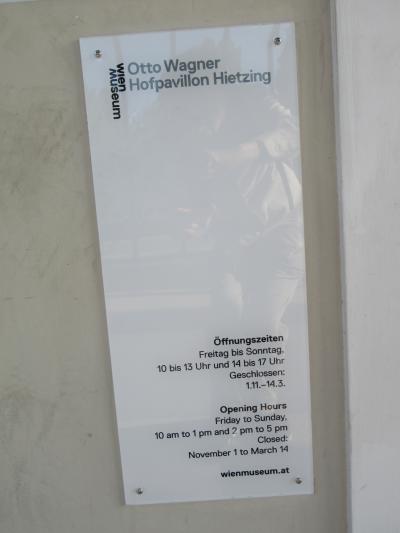 wien
museum
Otto Wagner
Hofpavillon Hietzing
Öffnungszeiten
Freitag bis Sonntag,
10 bis 13 Uhr und 14 bis 17 Uhr
Geschlossen:
1.11.–14.3.
Opening Hours
Friday to Sunday,
10 am to 1 pm and 2 pm to 5 pm
Closed:
November 1 to March 14
wienmuseum.at